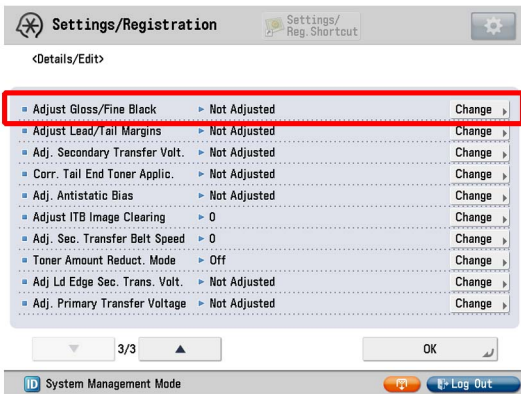 Settings/Registration
Settings/
Reg. Shortcut
<Details/Edit>
Adjust Gloss/Fine Black Not Adjusted Change
Adjust Lead/Tail Margins Not Adjusted Change
Adj. Secondary Transfer Volt. Not Adjusted Change
Corr. Tail End Toner Applic. Not Adjusted Change
Adj. Antistatic Bias Not Adjusted Change
Adjust ITB Image Clearing 0 Change
Adj. Sec. Transfer Belt Speed 0 Change
Toner Amount Reduct. Mode Off Change
Adj Ld Edge Sec. Trans. Volt. Not Adjusted Change
Adj. Primary Transfer Voltage Not Adjusted Change
3/3 OK
ID System Management Mode Log Out